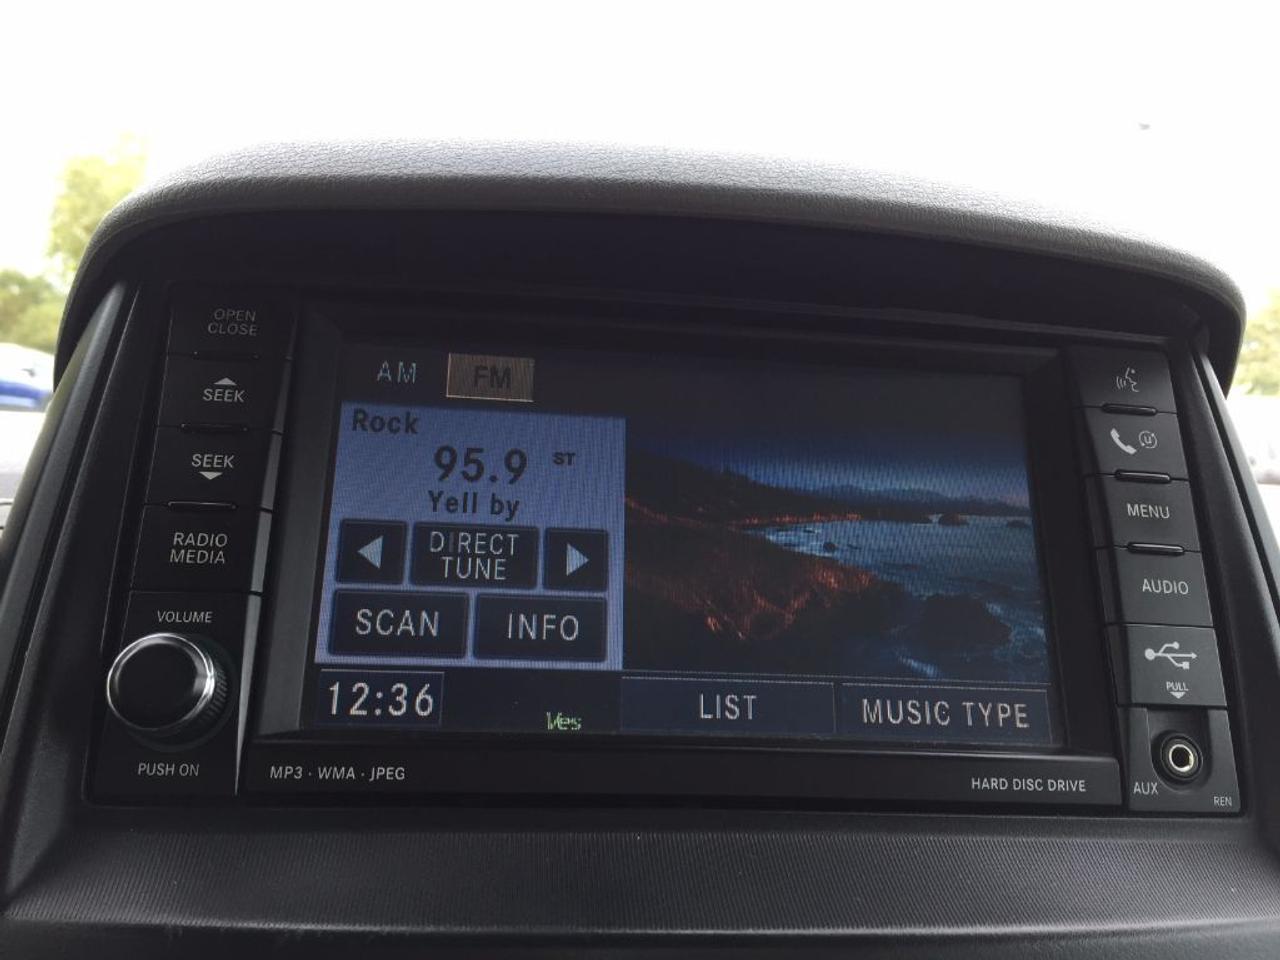 OPEN
CLOSE
SEEK
SEEK
RADIO
MEDIA
VOLUME
PUSH ON
AM
FM
Rock
95.9 ST
Yell by
DIRECT
TUNE
SCAN
INFO
12:36
LIST
MUSIC TYPE
MP3 · WMA · JPEG
HARD DISC DRIVE
MENU
AUDIO
PULL
AUX
REN